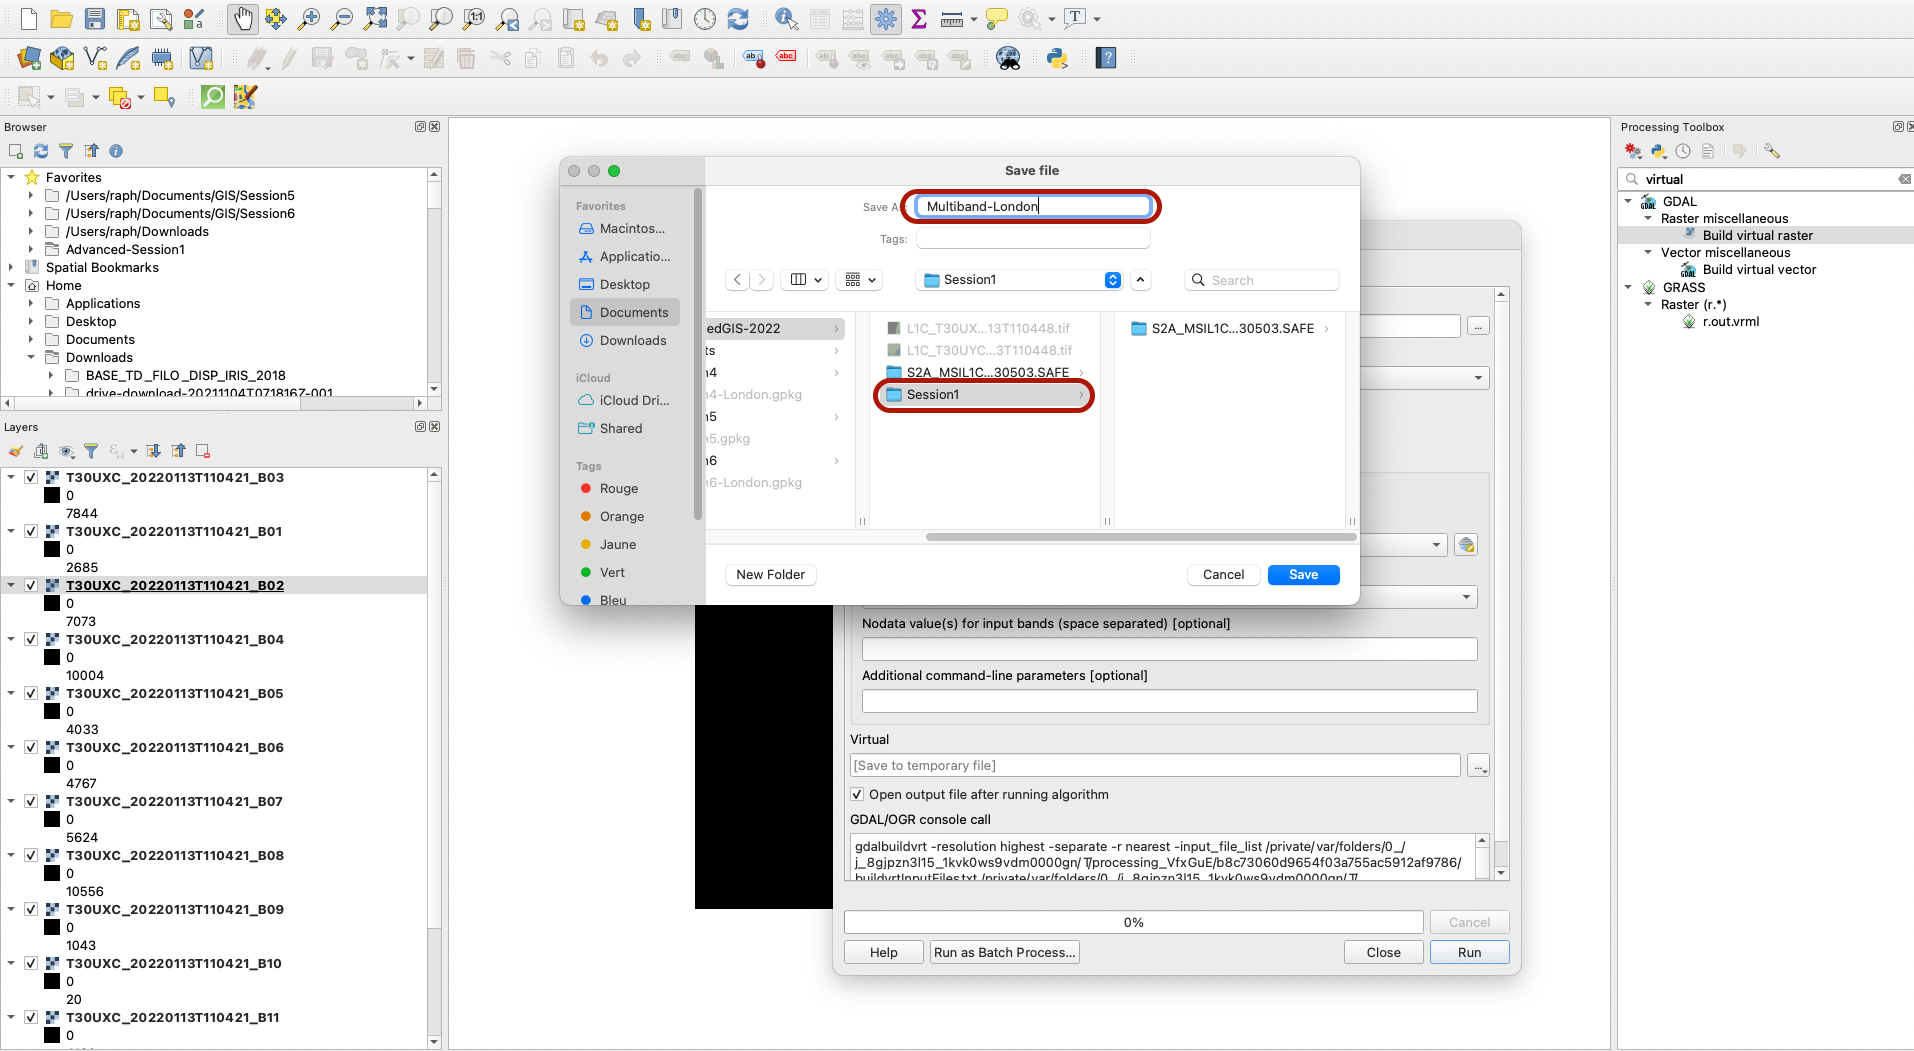 Browser
Favorites
/Users/raph/Documents/GIS/Session5
/Users/raph/Documents/GIS/Session6
/Users/raph/Downloads
Advanced-Session1
Spatial Bookmarks
Home
Applications
Desktop
Documents
Downloads
BASE_TD_FILO_DISP_IRIS_2018
drive-download-20211104T0718167-001
Layers
T30UXC_20220113T110421_B03
0
7844
T30UXC_20220113T110421_B01
0
2685
T30UXC_20220113T110421_B02
0
7073
T30UXC_20220113T110421_B04
0
10004
T30UXC_20220113T110421_B05
0
4033
T30UXC_20220113T110421_B06
0
4767
T30UXC_20220113T110421_B07
0
5624
T30UXC_20220113T110421_B08
0
10556
T30UXC_20220113T110421_B09
0
1043
T30UXC_20220113T110421_B10
0
20
T30UXC_20220113T110421_B11
0
Save file
Favorites
Macintos...
Applicatio...
Desktop
Documents
Downloads
iCloud
iCloud Dri...
Shared
Tags
Rouge
Orange
Jaune
Vert
Bleu
Save A
Multiband-London
Tags:
Session1
Search
edGIS-2022
ts
n4
n4-London.gpkg
n5
n5.gpkg
n6
n6-London.gpkg
L1C_T30UX...13T110448.tif
L1C_T30UYC...3T110448.tif
S2A_MSIL1C...30503.SAFE
Session1
S2A_MSIL1C...30503.SAFE
New Folder
Cancel
Save
Nodata value(s) for input bands (space separated) [optional]
Additional command-line parameters [optional]
Virtual
[Save to temporary file]
...
Open output file after running algorithm
GDAL/OGR console call
gdalbuildvrt -resolution highest -separate -r nearest -input_file_list /private/var/folders/0_/
j_8gjpzn3l15_1kvk0ws9vdm0000gn/T/processing_VfxGuE/b8c73060d9654f03a755ac5912af9786/
buildvrtInputFiles.txt /private/var/folders/0_/j_8gjpzn3l15_1kvk0ws9vdm0000gn/T/
0%
Cancel
Help
Run as Batch Process...
Close
Run
Processing Toolbox
virtual
GDAL
Raster miscellaneous
Build virtual raster
Vector miscellaneous
Build virtual vector
GRASS
Raster (r.*)
r.out.vrml